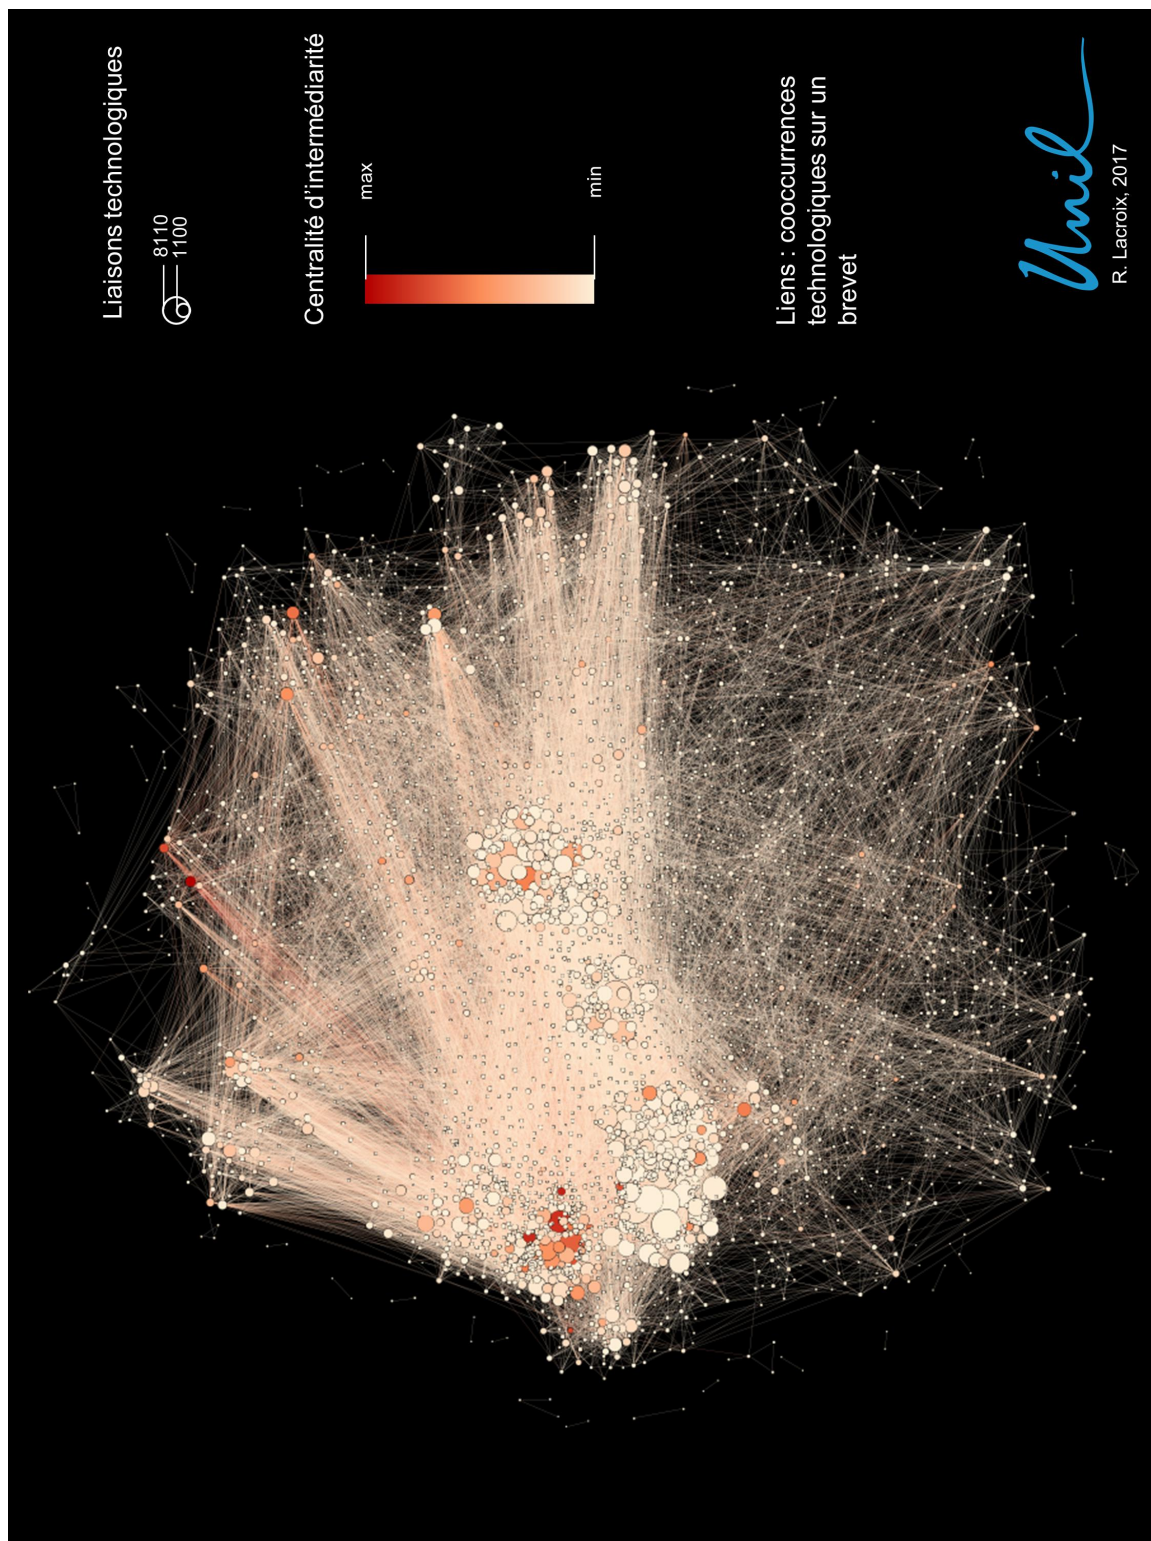 Liaisons technologiques
8110
1100
Centralité d'intermédiarité
max
min
Liens : cooccurrences
technologiques sur un
brevet
Unil
R. Lacroix, 2017